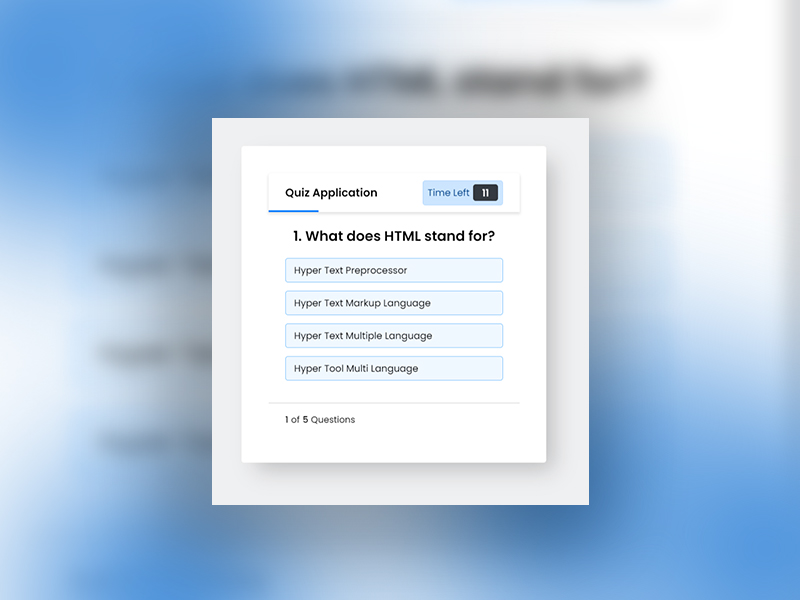 Quiz Application
Time Left 11
1. What does HTML stand for?
Hyper Text Preprocessor
Hyper Text Markup Language
Hyper Text Multiple Language
Hyper Tool Multi Language
1 of 5 Questions